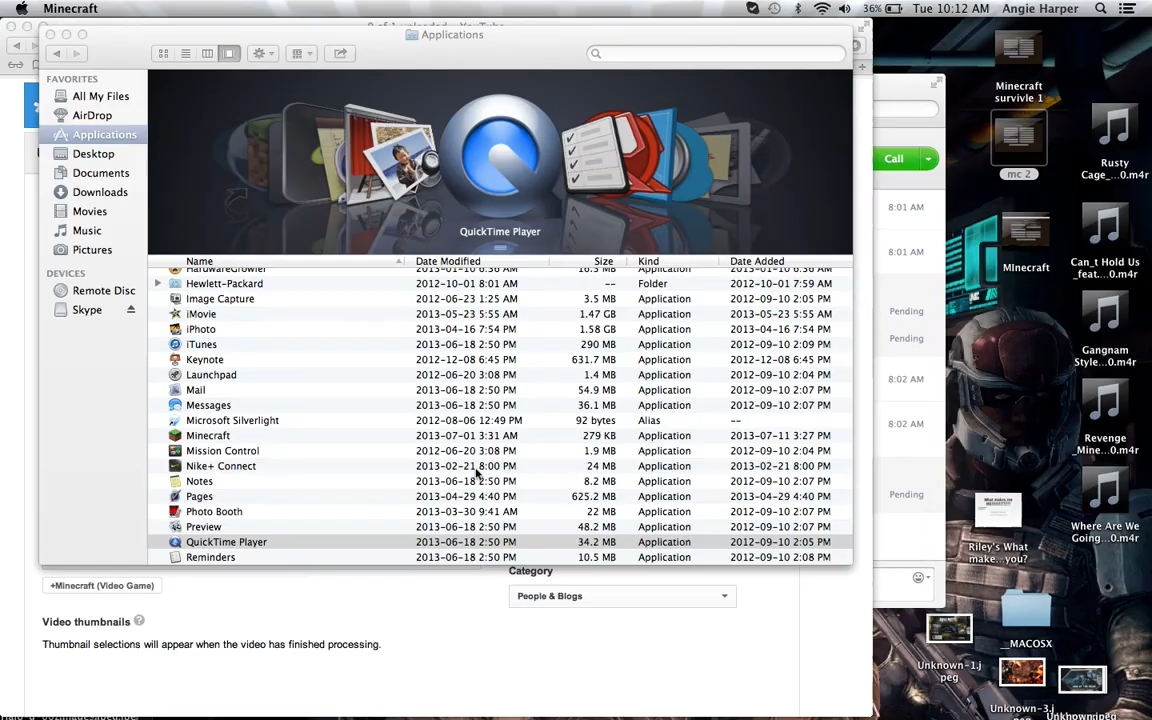 Minecraft
36%
Tue 10:12 AM
Angie Harper
Applications
FAVORITES
All My Files
AirDrop
Applications
Desktop
Documents
Downloads
Movies
Music
Pictures
DEVICES
Remote Disc
Skype
QuickTime Player
Name Date Modified Size Kind Date Added
HardwareGrowler 2013-01-10 6:36 AM 16.3 MB Application 2013-01-10 6:36 AM
Hewlett-Packard 2012-10-01 8:01 AM -- Folder 2012-10-01 7:59 AM
Image Capture 2012-06-23 1:25 AM 3.5 MB Application 2012-09-10 2:05 PM
iMovie 2013-05-23 5:55 AM 1.47 GB Application 2013-05-23 5:55 AM
iPhoto 2013-04-16 7:54 PM 1.58 GB Application 2013-04-16 7:54 PM
iTunes 2013-06-18 2:50 PM 290 MB Application 2012-09-10 2:09 PM
Keynote 2012-12-08 6:45 PM 631.7 MB Application 2012-12-08 6:45 PM
Launchpad 2012-06-20 3:08 PM 1.4 MB Application 2012-09-10 2:04 PM
Mail 2013-06-18 2:50 PM 54.9 MB Application 2012-09-10 2:07 PM
Messages 2013-06-18 2:50 PM 36.1 MB Application 2012-09-10 2:07 PM
Microsoft Silverlight 2012-08-06 12:49 PM 92 bytes Alias --
Minecraft 2013-07-01 3:31 AM 279 KB Application 2013-07-11 3:27 PM
Mission Control 2012-06-20 3:08 PM 1.9 MB Application 2012-09-10 2:04 PM
Nike+ Connect 2013-02-21 8:00 PM 24 MB Application 2013-02-21 8:00 PM
Notes 2013-06-18 2:50 PM 8.2 MB Application 2012-09-10 2:07 PM
Pages 2013-04-29 4:40 PM 625.2 MB Application 2013-04-29 4:40 PM
Photo Booth 2013-03-30 9:41 AM 22 MB Application 2012-09-10 2:07 PM
Preview 2013-06-18 2:50 PM 48.2 MB Application 2012-09-10 2:07 PM
QuickTime Player 2013-06-18 2:50 PM 34.2 MB Application 2012-09-10 2:05 PM
Reminders 2013-06-18 2:50 PM 10.5 MB Application 2012-09-10 2:08 PM
+Minecraft (Video Game)
Category
People & Blogs
Video thumbnails
Thumbnail selections will appear when the video has finished processing.
Call
8:01 AM
8:01 AM
Pending
Pending
8:02 AM
8:02 AM
Pending
Minecraft
survivle 1
mc 2
MInecraft
Rusty
Cage_...0.m4r
Can_t Hold Us
_feat...0.m4r
Gangnam
Style...0.m4r
Revenge
_Mine...0.m4r
Where Are We
Going...0.m4r
Riley's What
make...you?
__MACOSX
Unknown-1.j
peg
Unknown-3.j
peg
Unknown.jpeg